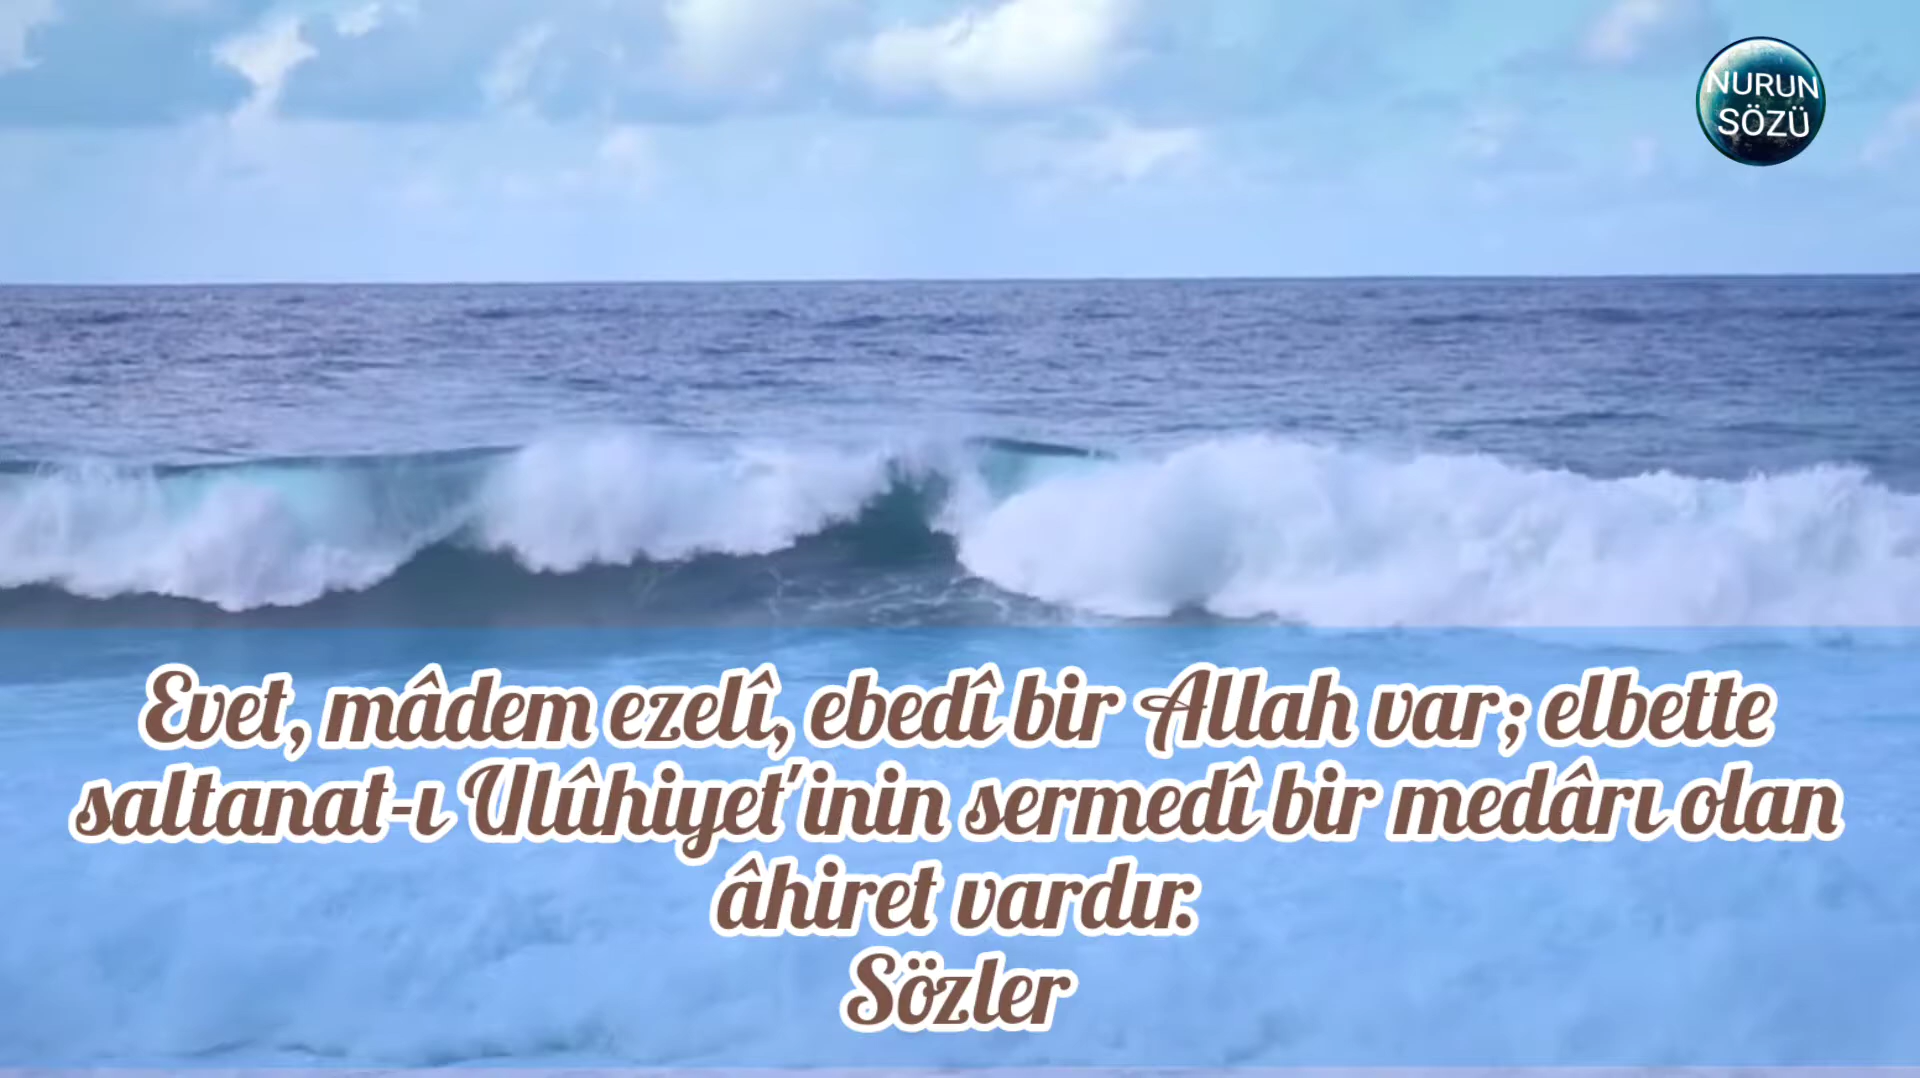 NURUN
SÖZÜ
Evet, mâdem ezelî, ebedî bir Allah var; elbette
saltanat-ı Ulûhiyet'inin sermedî bir medârı olan
âhiret vardır.
Sözler